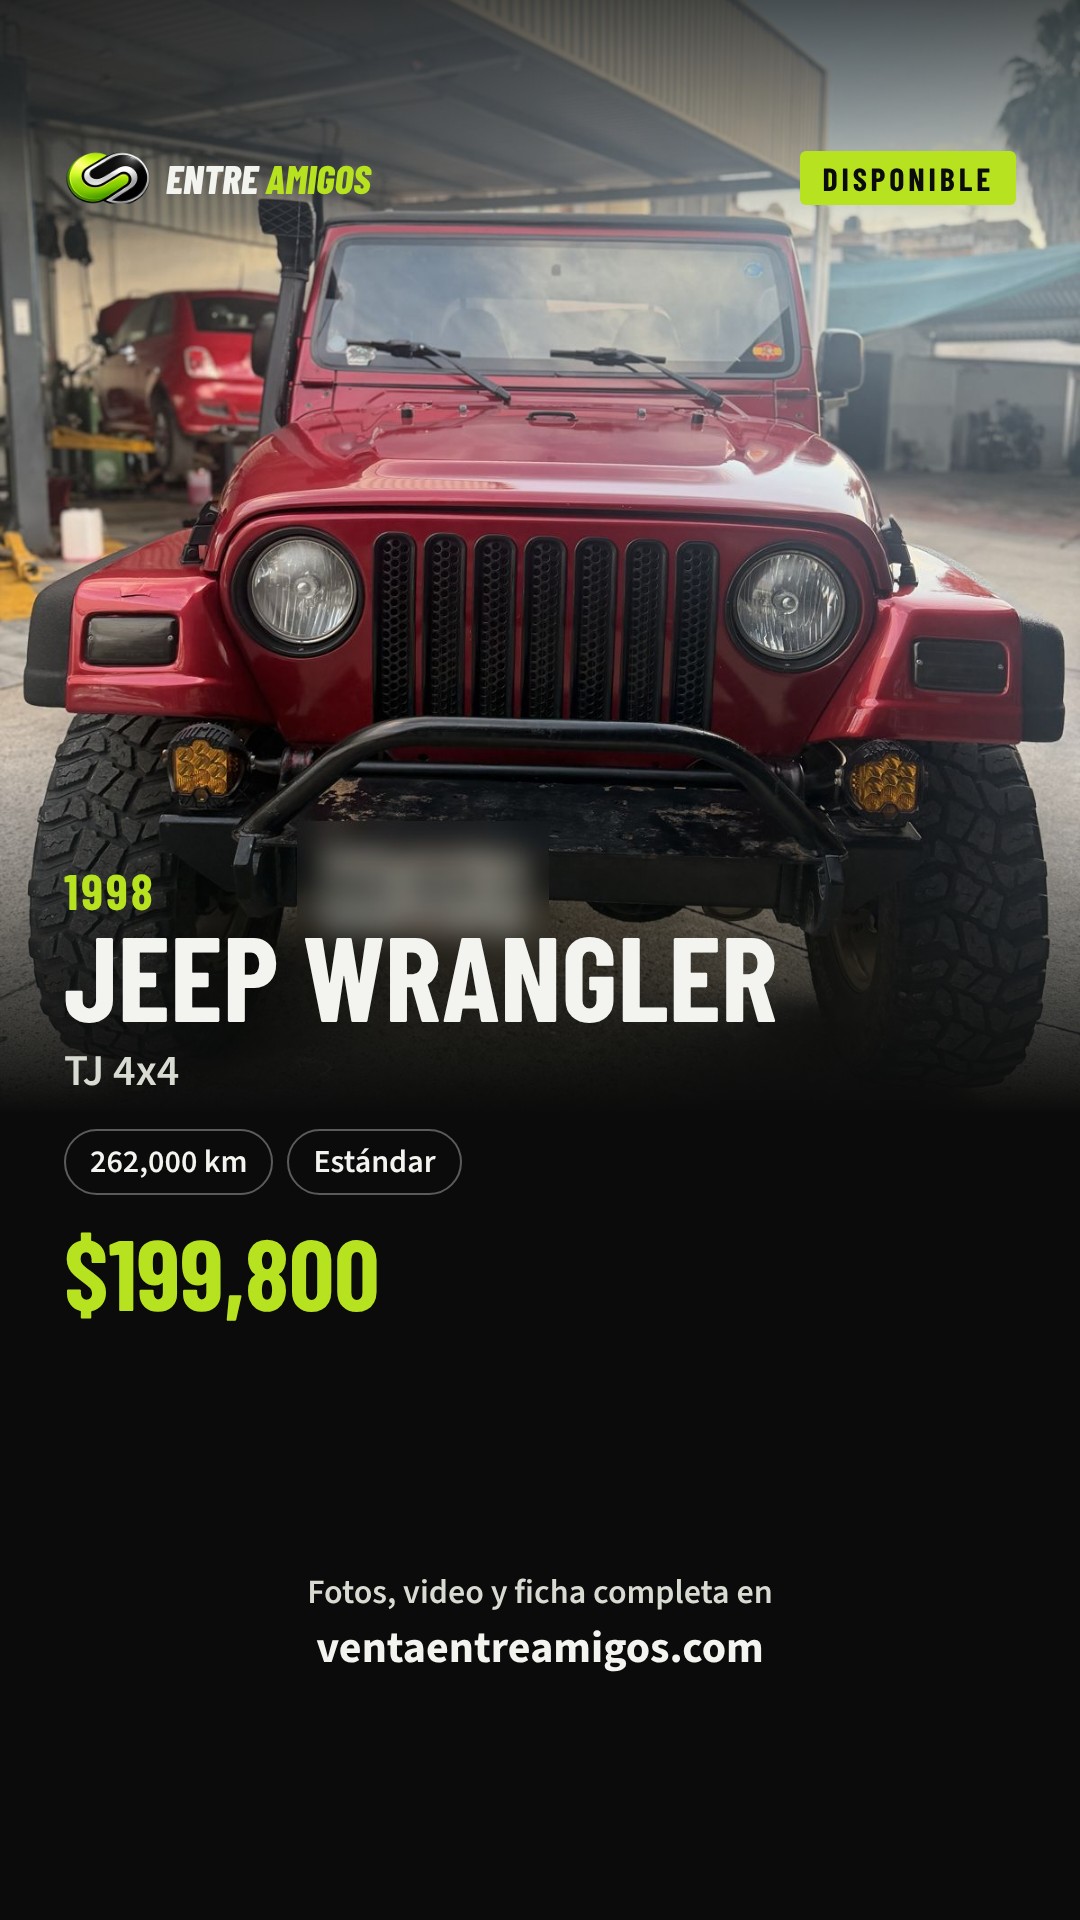 ENTRE AMIGOS
DISPONIBLE
1998
JEEP WRANGLER
TJ 4x4
262,000 km
Estándar
$199,800
Fotos, video y ficha completa en
ventaentreamigos.com